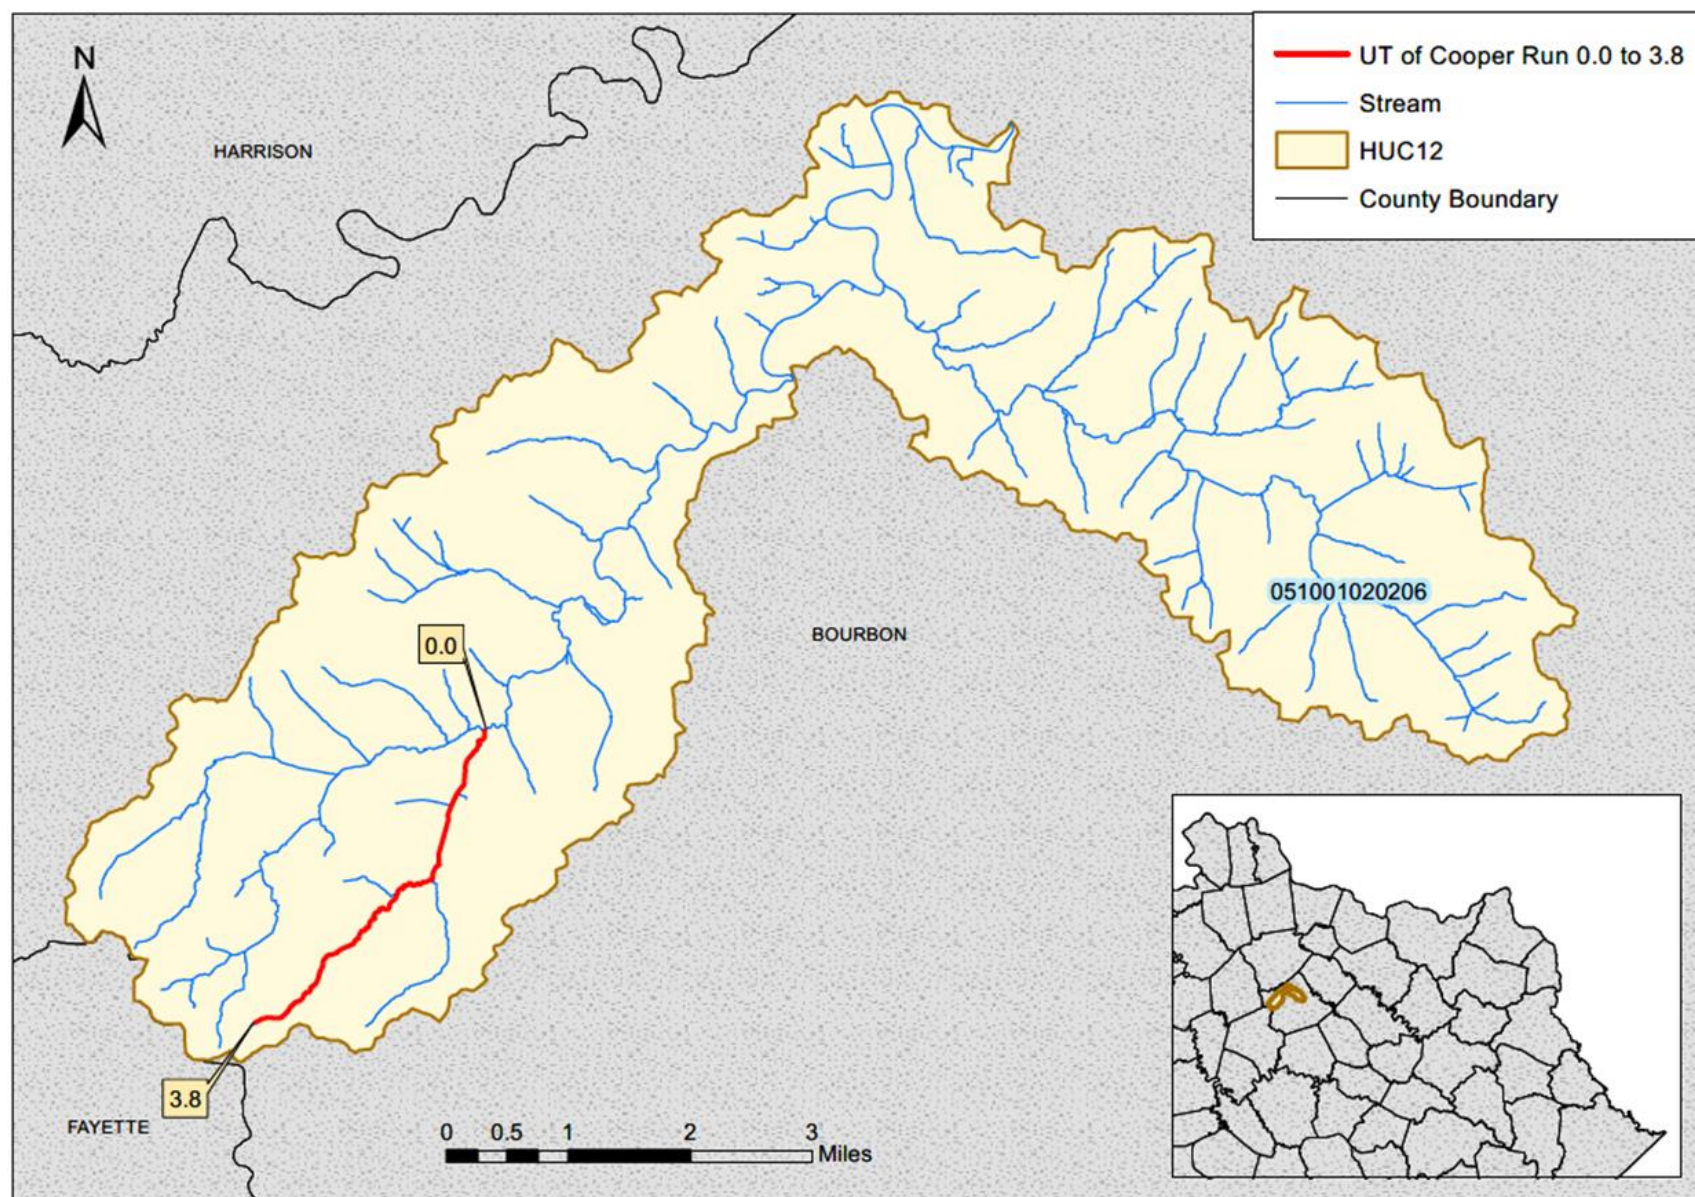 UT of Cooper Run 0.0 to 3.8
Stream
HUC12
County Boundary
N
HARRISON
051001020206
BOURBON
0.0
3.8
FAYETTE
0 0.5 1 2 3
Miles